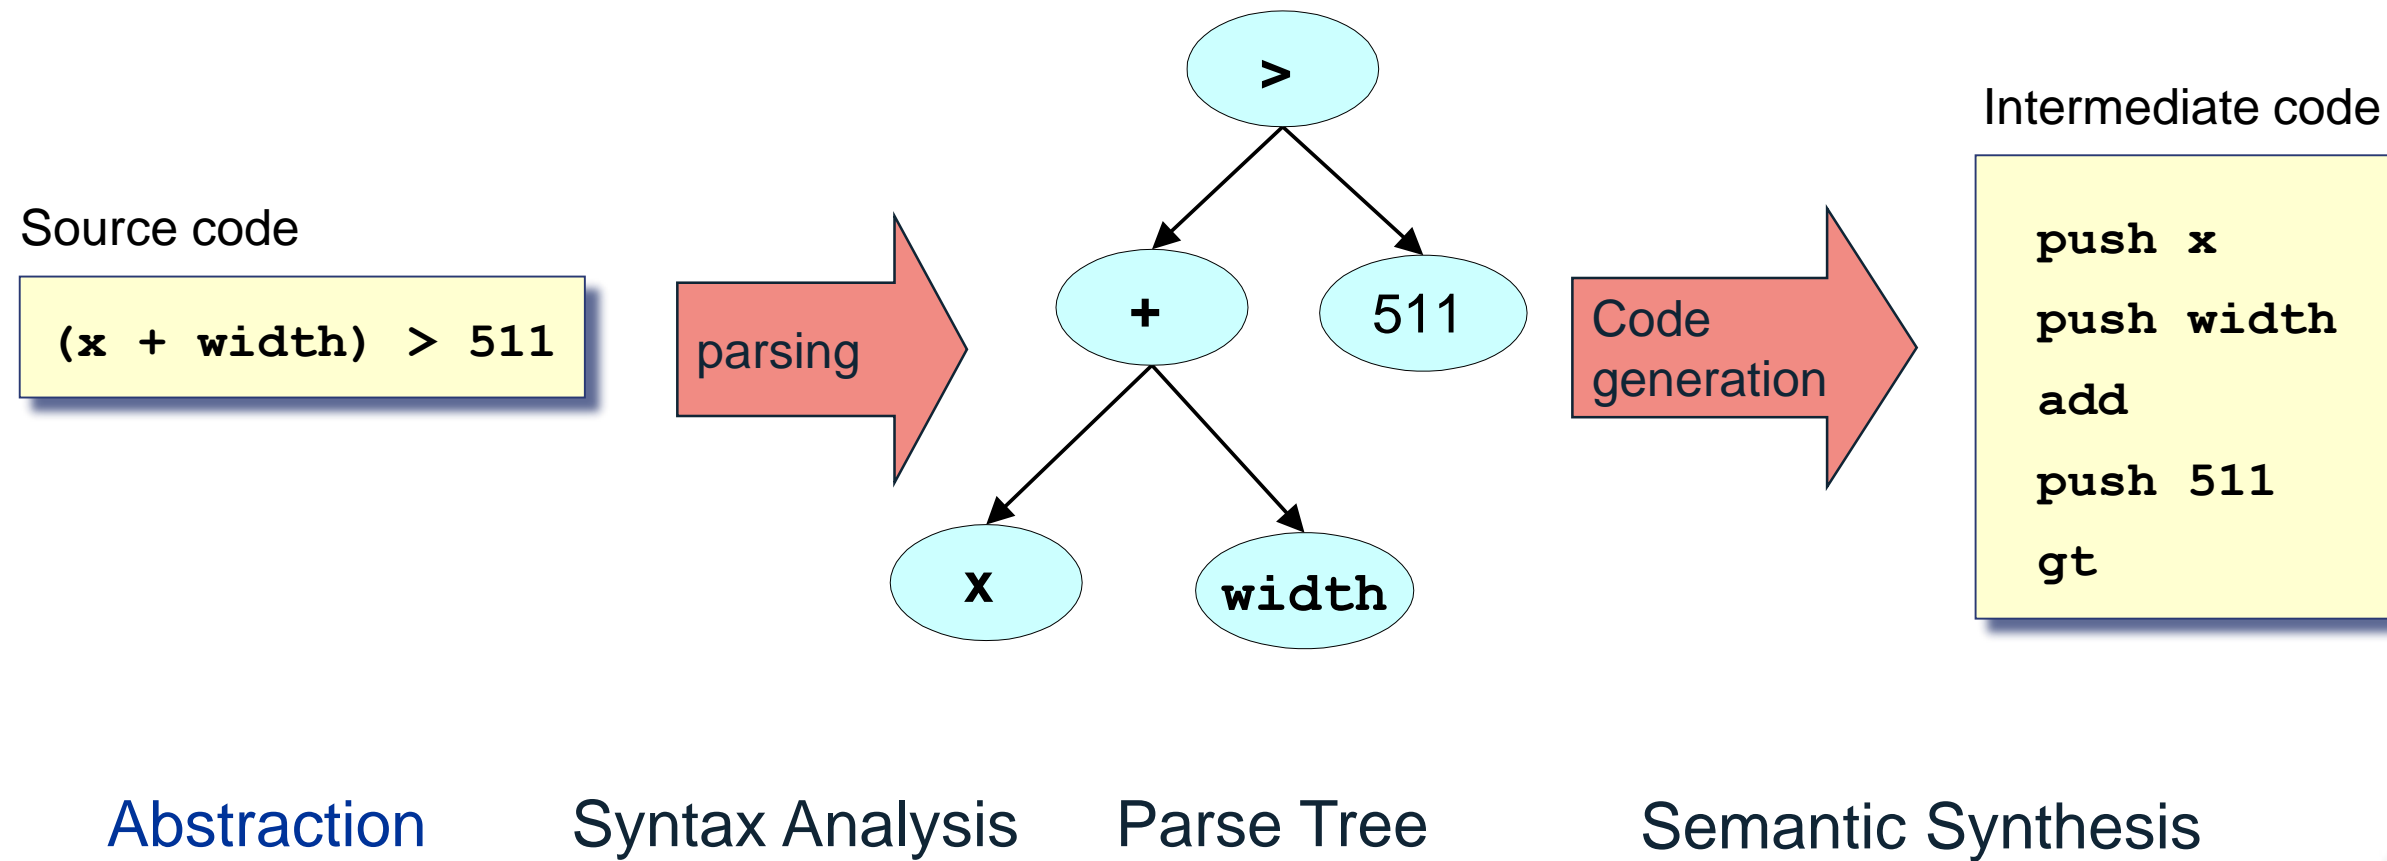 Source code
(x + width) > 511
parsing
>
+
511
x
width
Code
generation
Intermediate code
push x
push width
add
push 511
gt
Abstraction
Syntax Analysis
Parse Tree
Semantic Synthesis